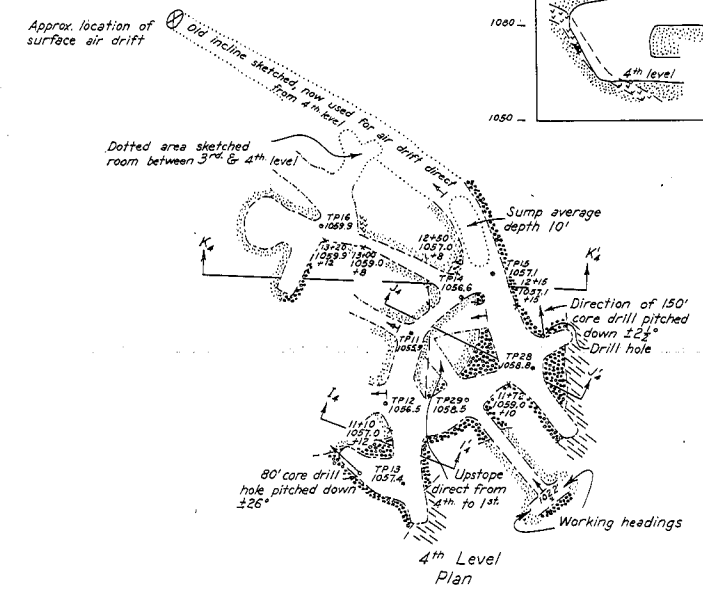 Approx. location of
surface air drift
Old incline sketched, now used for air drift direct
from 4th level
1060
4th level
1050
Dotted area sketched
room between 3rd. & 4th. level
TP16
1059.9
13+20
1059.9
+12
13+00
1059.0
+8
12+50
1057.0
+8
Sump average
depth 10'
K4
K'4
TP14
1056.6
TP15
1057.1
12+15
1057.1
+15
J4
TP11
1055.9
Direction of 150'
core drill pitched
down ±2½°
Drill hole
TP28
1058.8
J'4
I4
TP12
1056.5
TP29
1058.5
11+76
1059.0
+10
11+10
1057.0
+12
I'4
80' core drill
hole pitched down
±26°
TP13
1057.4
Upstope
direct from
4th. to 1st.
1022
Working headings
4th Level
Plan